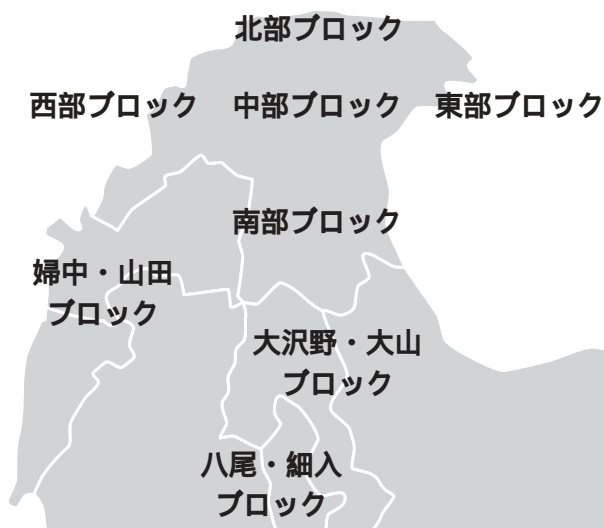 北部ブロック
西部ブロック
中部ブロック
東部ブロック
南部ブロック
婦中・山田
ブロック
大沢野・大山
ブロック
八尾・細入
ブロック